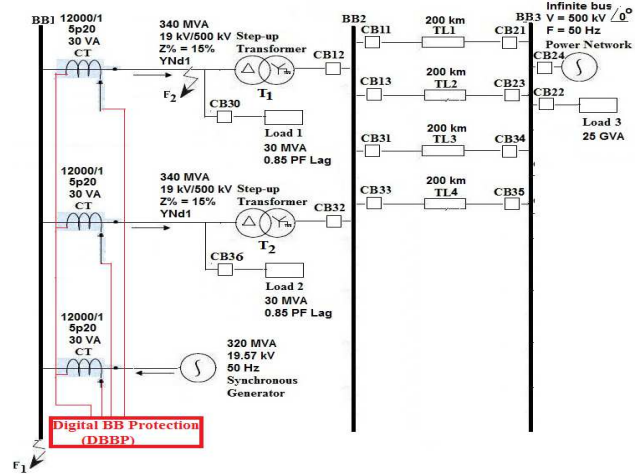 BB1
12000/1
5p20
30 VA
CT
340 MVA
19 kV/500 kV
Z% = 15%
YNd1
Step-up
Transformer
T1
F2
CB30
Load 1
30 MVA
0.85 PF Lag
CB12
BB2
CB11
200 km
TL1
CB21
BB3
Infinite bus
V = 500 kV /0°
F = 50 Hz
Power Network
CB24
CB13
200 km
TL2
CB23
CB22
Load 3
25 GVA
CB31
200 km
TL3
CB34
CB33
200 km
TL4
CB35
12000/1
5p20
30 VA
CT
340 MVA
19 kV/500 kV
Z% = 15%
YNd1
Step-up
Transformer
T2
CB32
CB36
Load 2
30 MVA
0.85 PF Lag
12000/1
5p20
30 VA
CT
320 MVA
19.57 kV
50 Hz
Synchronous
Generator
Digital BB Protection
(DBBP)
F1